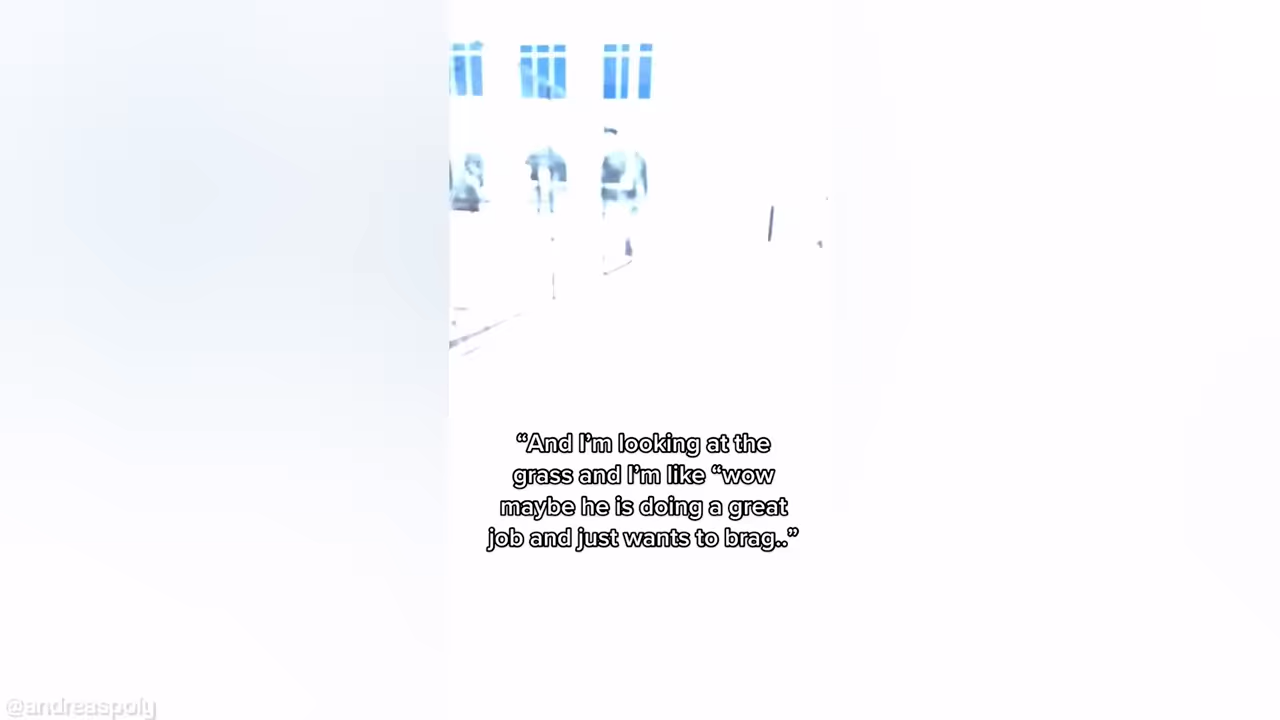 “And I’m looking at the
grass and I’m like “wow
maybe he is doing a great
job and just wants to brag..”
@andreaspoly